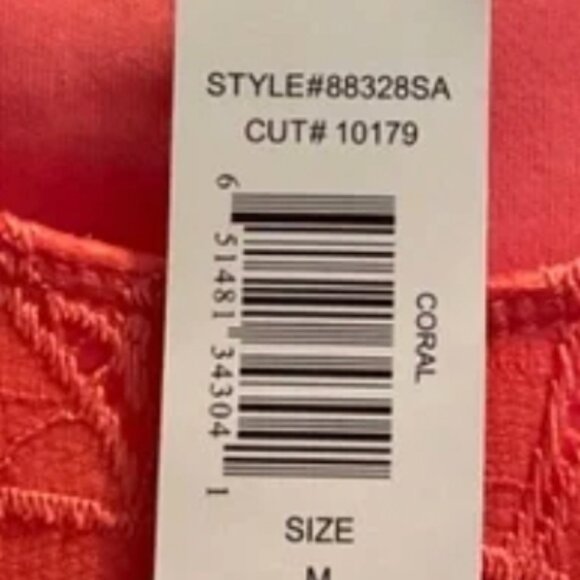 STYLE#88328SA
CUT# 10179
6 51481 34304 1
CORAL
SIZE
M